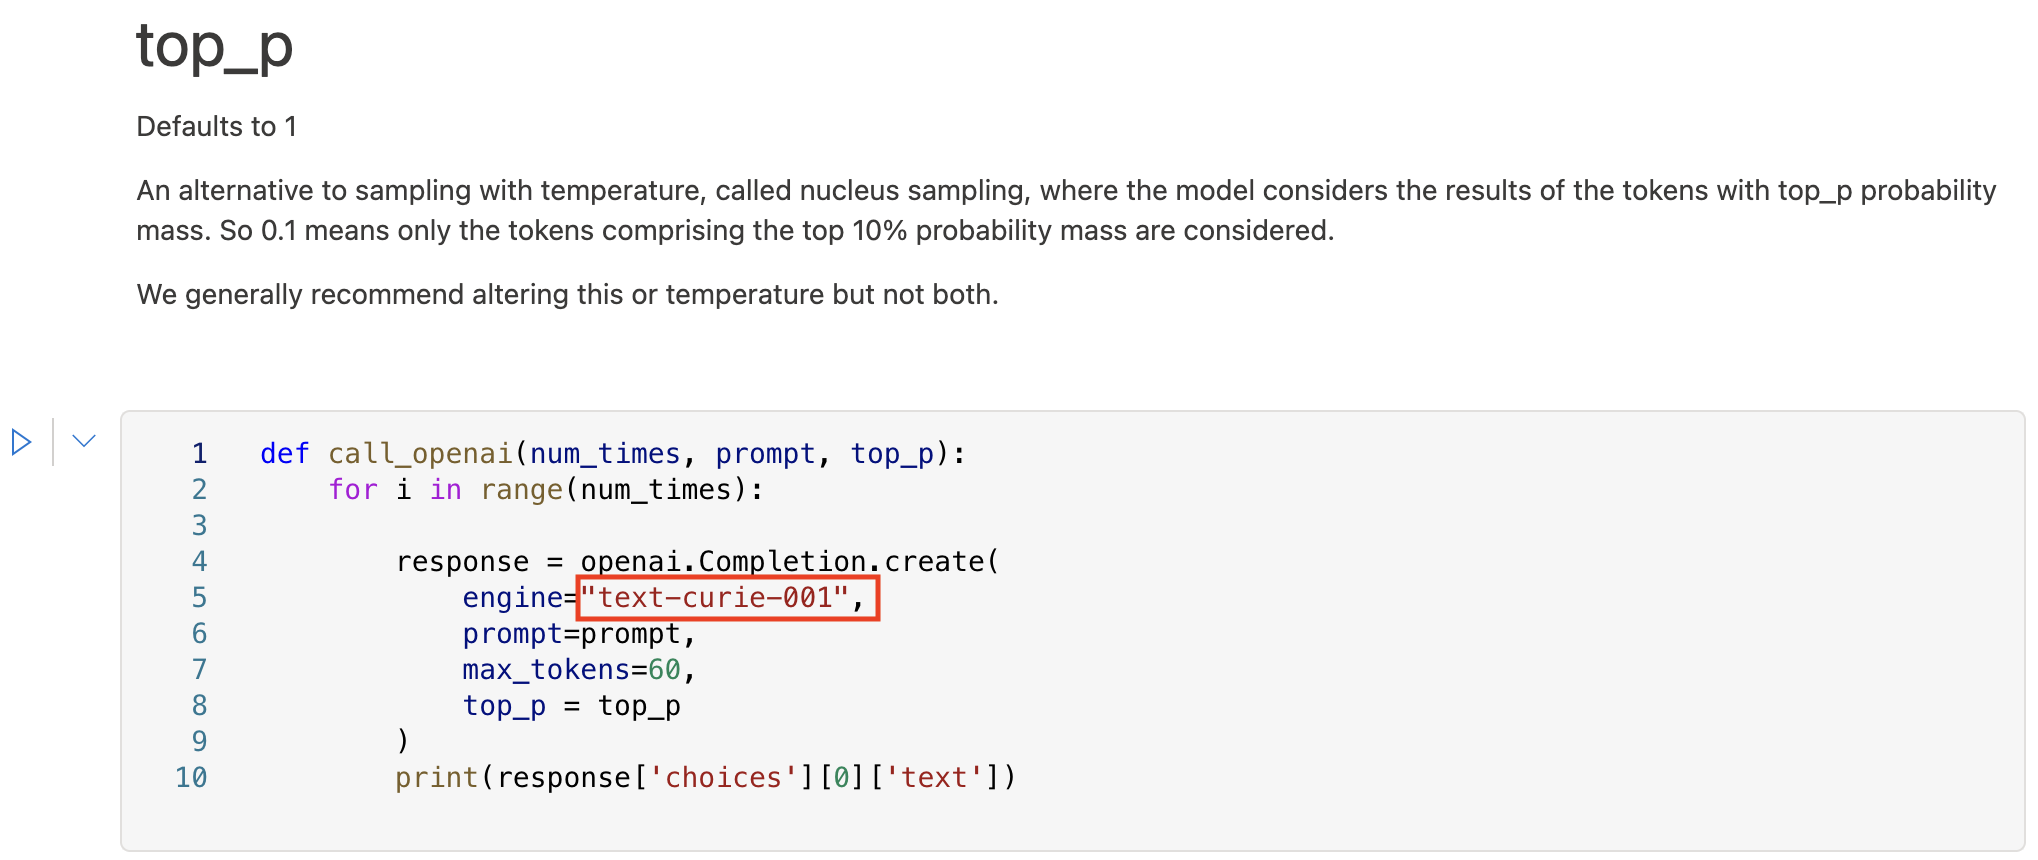 top_p
Defaults to 1
An alternative to sampling with temperature, called nucleus sampling, where the model considers the results of the tokens with top_p probability
mass. So 0.1 means only the tokens comprising the top 10% probability mass are considered.
We generally recommend altering this or temperature but not both.
1 def call_openai(num_times, prompt, top_p):
2     for i in range(num_times):
3
4         response = openai.Completion.create(
5             engine="text-curie-001",
6             prompt=prompt,
7             max_tokens=60,
8             top_p = top_p
9         )
10         print(response['choices'][0]['text'])